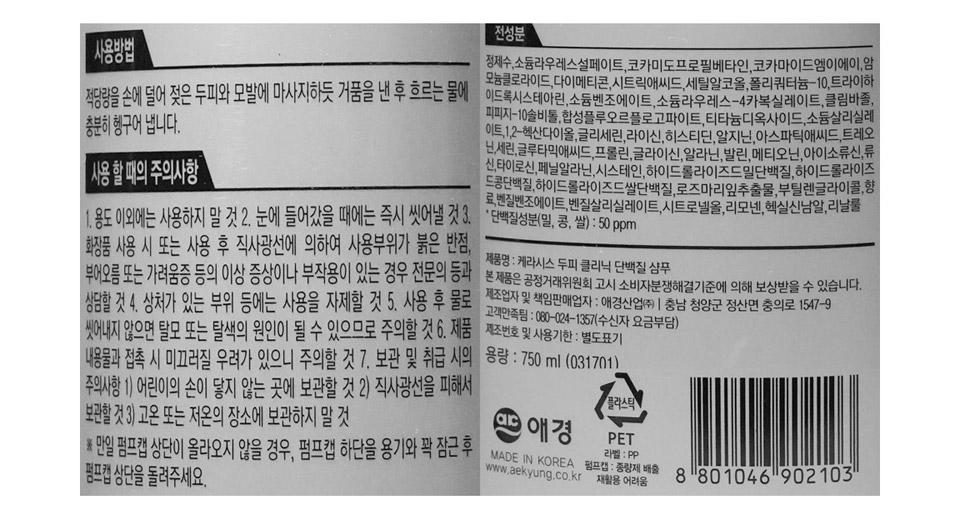 사용방법
적당량을 손에 덜어 젖은 두피와 모발에 마사지하듯 거품을 낸 후 흐르는 물에
충분히 헹구어 냅니다.
사용 할 때의 주의사항
1. 용도 이외에는 사용하지 말 것 2. 눈에 들어갔을 때에는 즉시 씻어낼 것 3.
화장품 사용 시 또는 사용 후 직사광선에 의하여 사용부위가 붉은 반점,
부어오름 또는 가려움증 등의 이상 증상이나 부작용이 있는 경우 전문의 등과
상담할 것 4. 상처가 있는 부위 등에는 사용을 자제할 것 5. 사용 후 물로
씻어내지 않으면 탈모 또는 탈색의 원인이 될 수 있으므로 주의할 것 6. 제품
내용물과 접촉 시 미끄러질 우려가 있으니 주의할 것 7. 보관 및 취급 시의
주의사항 1) 어린이의 손이 닿지 않는 곳에 보관할 것 2) 직사광선을 피해서
보관할 것 3) 고온 또는 저온의 장소에 보관하지 말 것
※ 만일 펌프캡 상단이 올라오지 않을 경우, 펌프캡 하단을 용기와 꽉 잠근 후
펌프캡 상단을 돌려주세요.
전성분
정제수,소듐라우레스설페이트,코카미도프로필베타인,코카마이드엠이에이,암
모늄클로라이드,다이메티콘,시트릭애씨드,세틸알코올,폴리쿼터늄-10,트라이하
이드록시스테아린,소듐벤조에이트,소듐라우레스-4카복실레이트,클림바졸,
피피지-10솔비톨,합성플루오르플로고파이트,티타늄디옥사이드,소듐살리실레
이트,1,2-헥산다이올,글리세린,라이신,히스티딘,알지닌,아스파틱애씨드,트레오
닌,세린,글루타믹애씨드,프롤린,글라이신,알라닌,발린,메티오닌,아이소류신,류
신,타이로신,페닐알라닌,시스테인,하이드롤라이즈드밀단백질,하이드롤라이즈
드콩단백질,하이드롤라이즈드쌀단백질,로즈마리잎추출물,부틸렌글라이콜,향
료,벤질벤조에이트,벤질살리실레이트,시트로넬올,리모넨,헥실신남알,리날룰
* 단백질성분(밀, 콩, 쌀) : 50 ppm
제품명 : 케라시스 두피 클리닉 단백질 샴푸
본 제품은 공정거래위원회 고시 소비자분쟁해결기준에 의해 보상받을 수 있습니다.
제조업자 및 책임판매업자 : 애경산업㈜ | 충남 청양군 정산면 충의로 1547-9
고객만족팀 : 080-024-1357(수신자 요금부담)
제조번호 및 사용기한 : 별도표기
용량 : 750 ml (031701)
애경
MADE IN KOREA
www.aekyung.co.kr
플라스틱
PET
라벨 : PP
펌프캡 : 종량제 배출
재활용 어려움
8 801046 902103